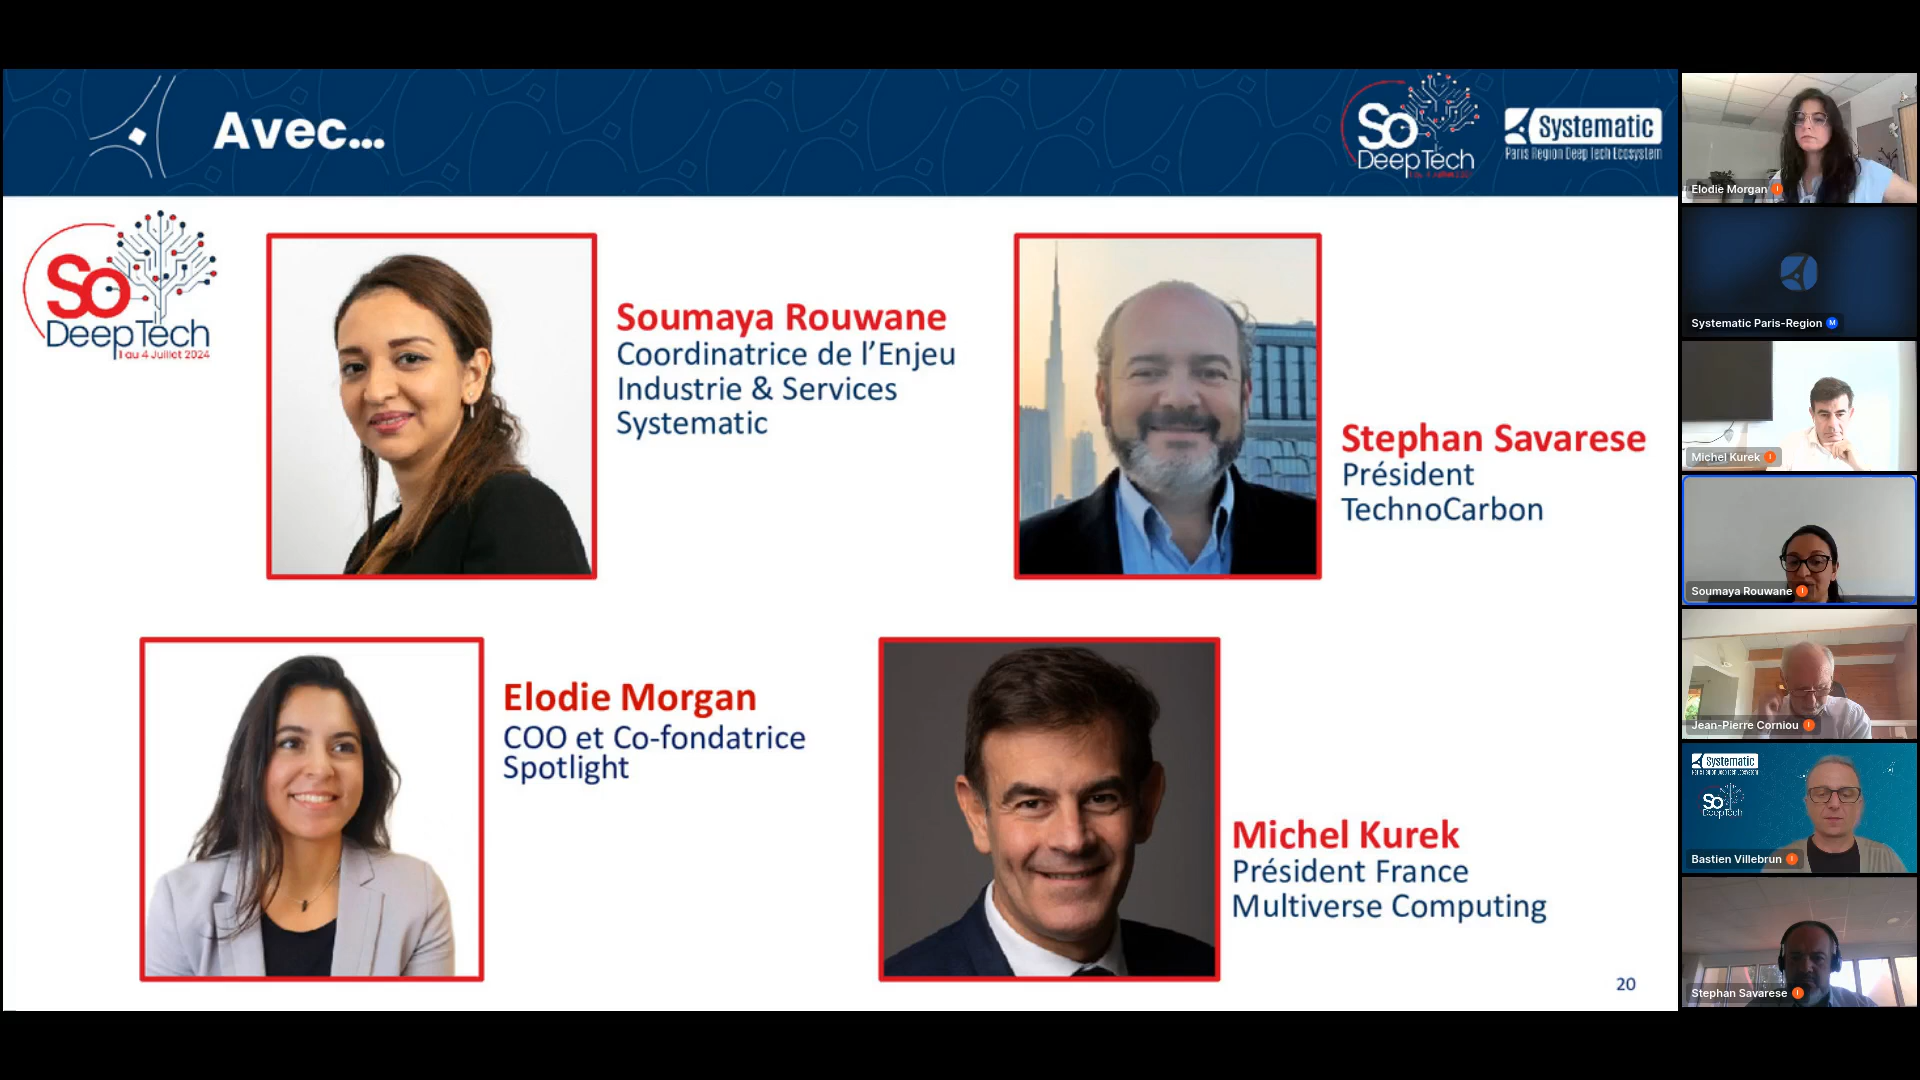 Avec...
So
DeepTech
Systematic
Paris Region Deep Tech Ecosystem
So
DeepTech
1 au 4 Juillet 2024
Soumaya Rouwane
Coordinatrice de l’Enjeu
Industrie & Services
Systematic
Stephan Savarese
Président
TechnoCarbon
Elodie Morgan
COO et Co-fondatrice
Spotlight
Michel Kurek
Président France
Multiverse Computing
20
Elodie Morgan
Systematic Paris-Region
M
Michel Kurek
Soumaya Rouwane
Jean-Pierre Corniou
Systematic
So
DeepTech
Bastien Villebrun
Stephan Savarese